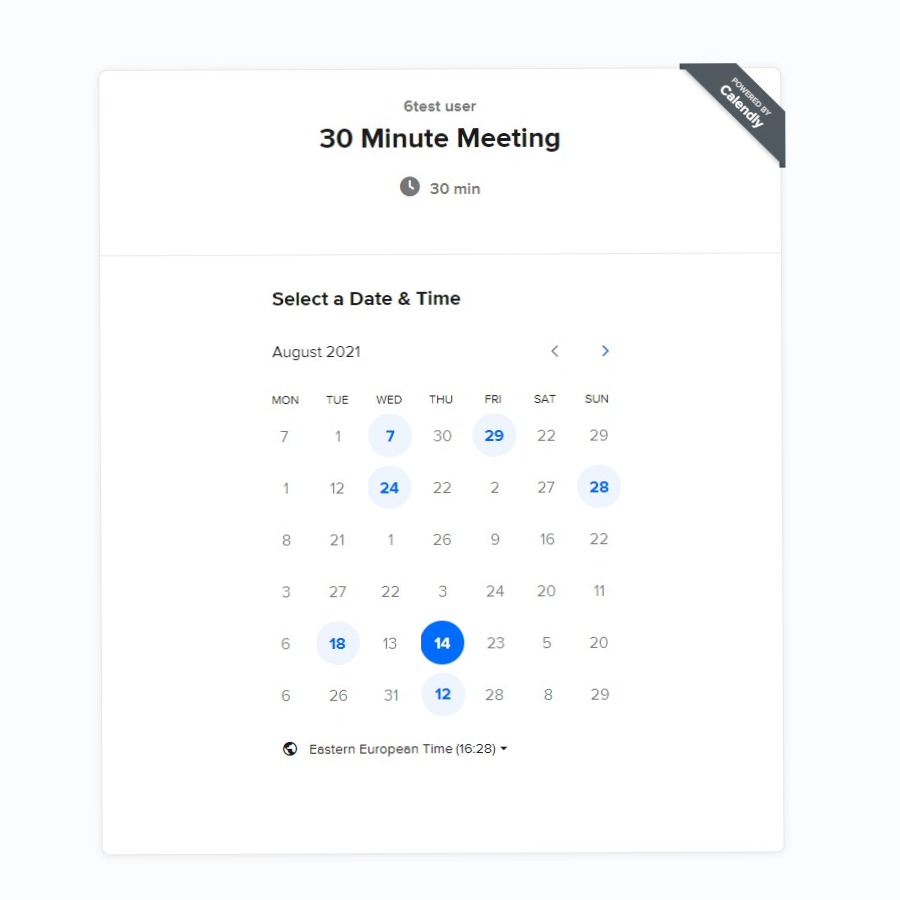 POWERED BY
Calendly
6test user
30 Minute Meeting
30 min
Select a Date & Time
August 2021
MON TUE WED THU FRI SAT SUN
7 1 7 30 29 22 29
1 12 24 22 2 27 28
8 21 1 26 9 16 22
3 27 22 3 24 20 11
6 18 13 14 23 5 20
6 26 31 12 28 8 29
Eastern European Time (16:28)